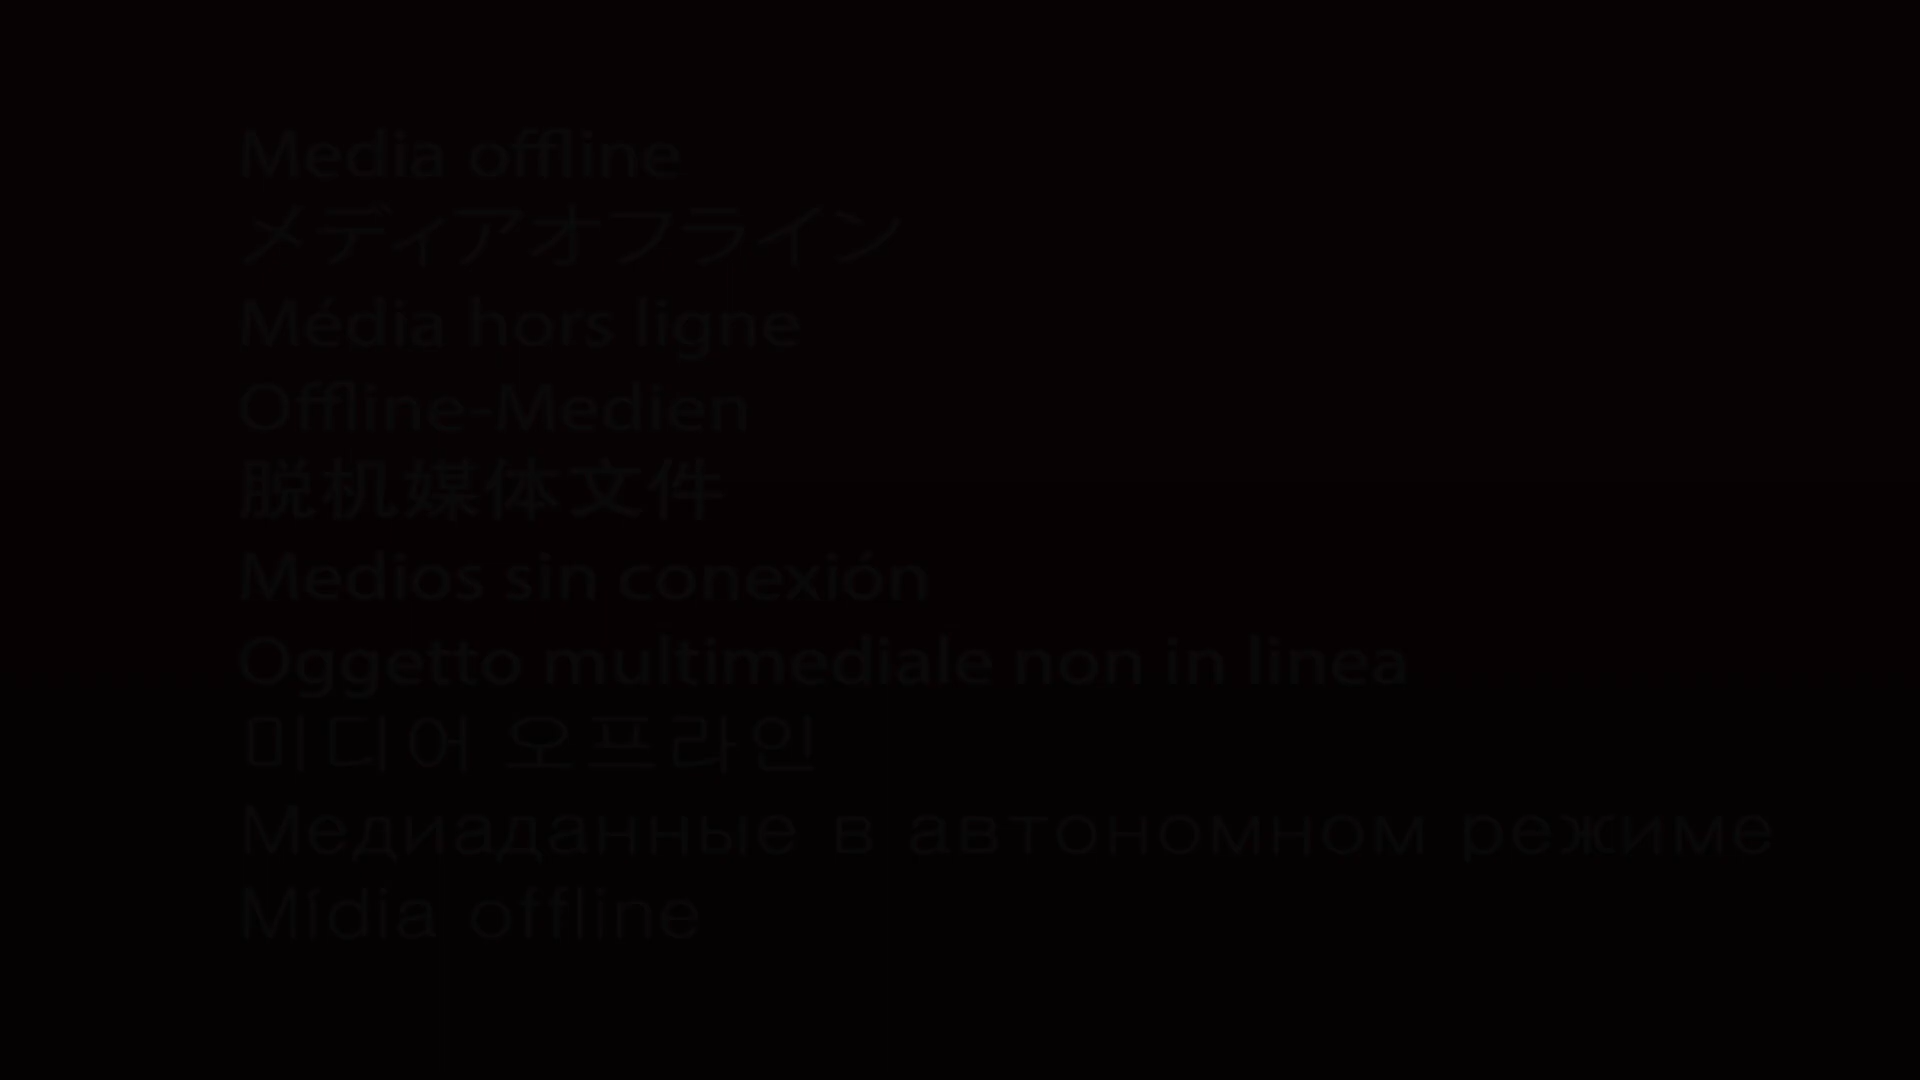 Media offline
メディアオフライン
Média hors ligne
Offline-Medien
脱机媒体文件
Medios sin conexión
Oggetto multimediale non in linea
미디어 오프라인
Медиаданные в автономном режиме
Mídia offline